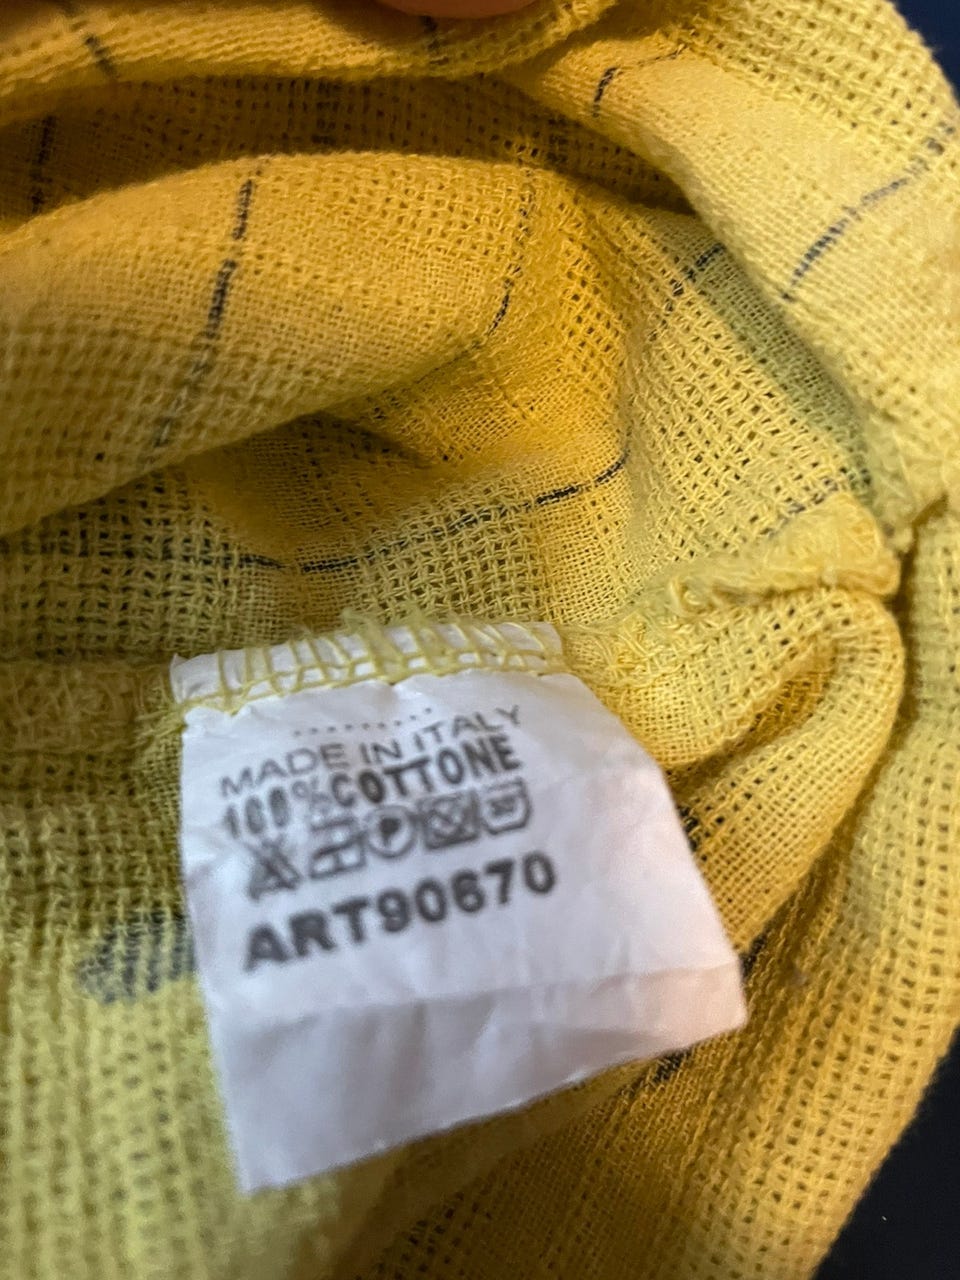 MADE IN ITALY
100% COTTONE
P
ART90670